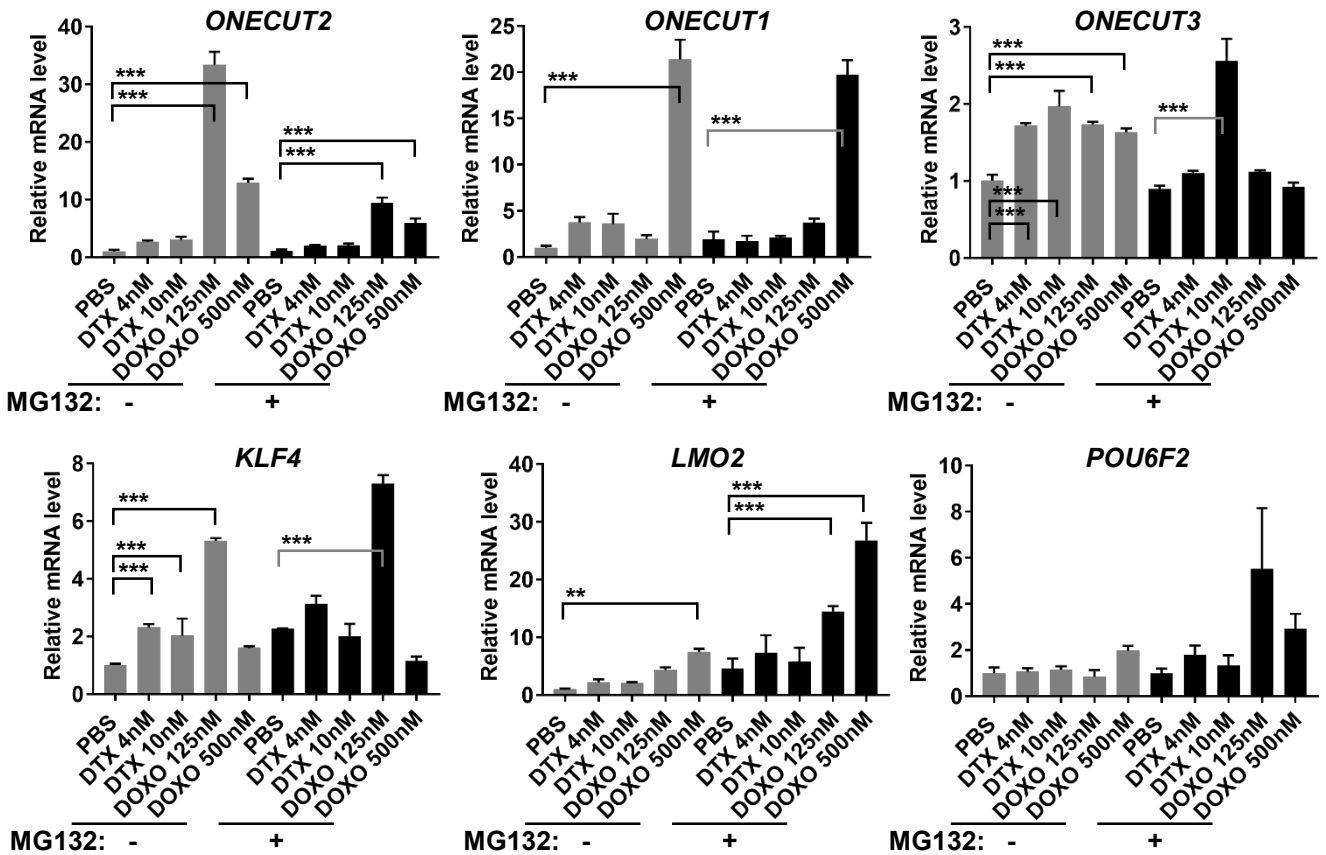 ONECUT2
Relative mRNA level
40
30
20
10
0
***
***
***
***
PBS
DTX 4nM
DTX 10nM
DOXO 125nM
DOXO 500nM
PBS
DTX 4nM
DTX 10nM
DOXO 125nM
DOXO 500nM
MG132: - +
ONECUT1
Relative mRNA level
25
20
15
10
5
0
***
***
PBS
DTX 4nM
DTX 10nM
DOXO 125nM
DOXO 500nM
PBS
DTX 4nM
DTX 10nM
DOXO 125nM
DOXO 500nM
MG132: - +
ONECUT3
Relative mRNA level
3
2
1
0
***
***
***
***
***
PBS
DTX 4nM
DTX 10nM
DOXO 125nM
DOXO 500nM
PBS
DTX 4nM
DTX 10nM
DOXO 125nM
DOXO 500nM
MG132: - +
KLF4
Relative mRNA level
8
6
4
2
0
***
***
***
***
PBS
DTX 4nM
DTX 10nM
DOXO 125nM
DOXO 500nM
PBS
DTX 4nM
DTX 10nM
DOXO 125nM
DOXO 500nM
MG132: - +
LMO2
Relative mRNA level
40
30
20
10
0
***
***
**
PBS
DTX 4nM
DTX 10nM
DOXO 125nM
DOXO 500nM
PBS
DTX 4nM
DTX 10nM
DOXO 125nM
DOXO 500nM
MG132: - +
POU6F2
Relative mRNA level
10
8
6
4
2
0
PBS
DTX 4nM
DTX 10nM
DOXO 125nM
DOXO 500nM
PBS
DTX 4nM
DTX 10nM
DOXO 125nM
DOXO 500nM
MG132: - +